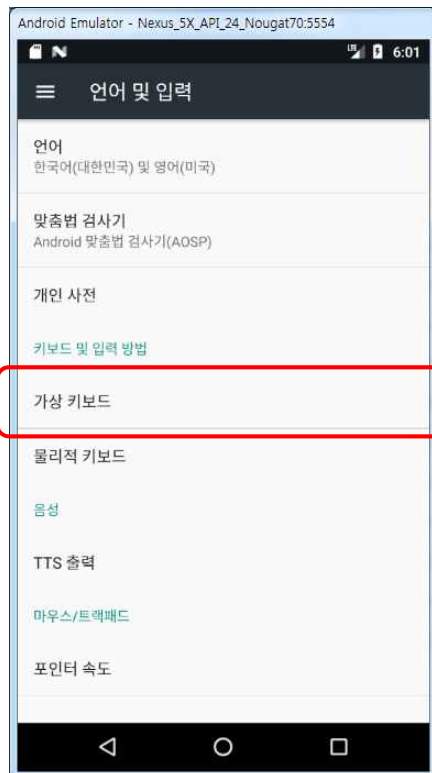 Android Emulator - Nexus_5X_API_24_Nougat70:5554
LTE 6:01
언어 및 입력
언어
한국어(대한민국) 및 영어(미국)
맞춤법 검사기
Android 맞춤법 검사기(AOSP)
개인 사전
키보드 및 입력 방법
가상 키보드
물리적 키보드
음성
TTS 출력
마우스/트랙패드
포인터 속도